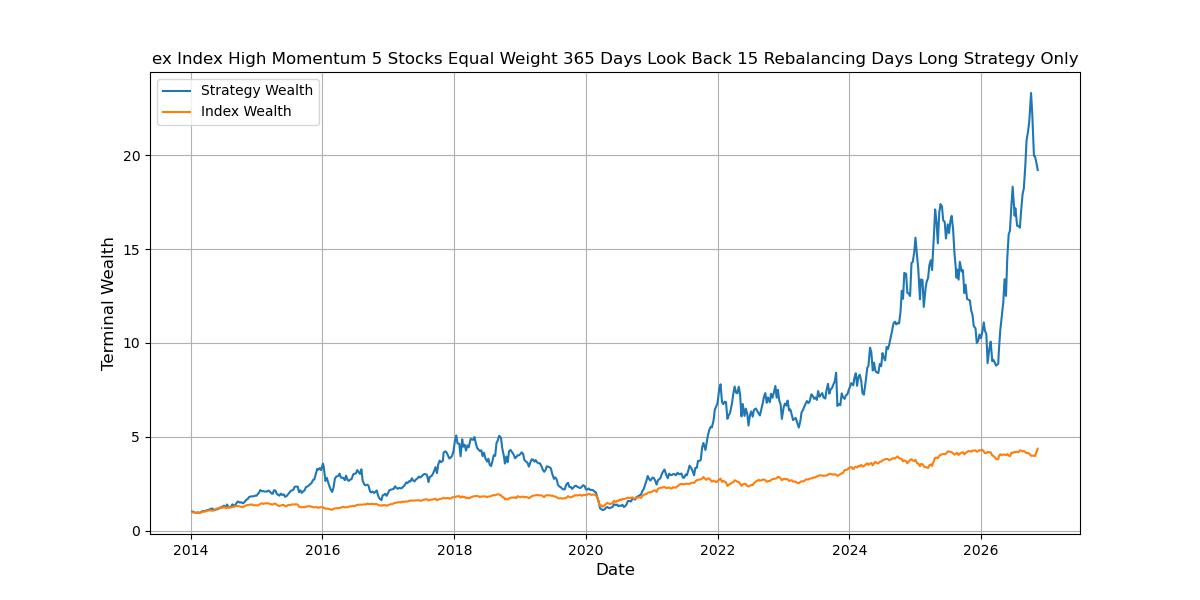 ex Index High Momentum 5 Stocks Equal Weight 365 Days Look Back 15 Rebalancing Days Long Strategy Only
Strategy Wealth
Index Wealth
Terminal Wealth
20
15
10
5
0
2014 2016 2018 2020 2022 2024 2026
Date